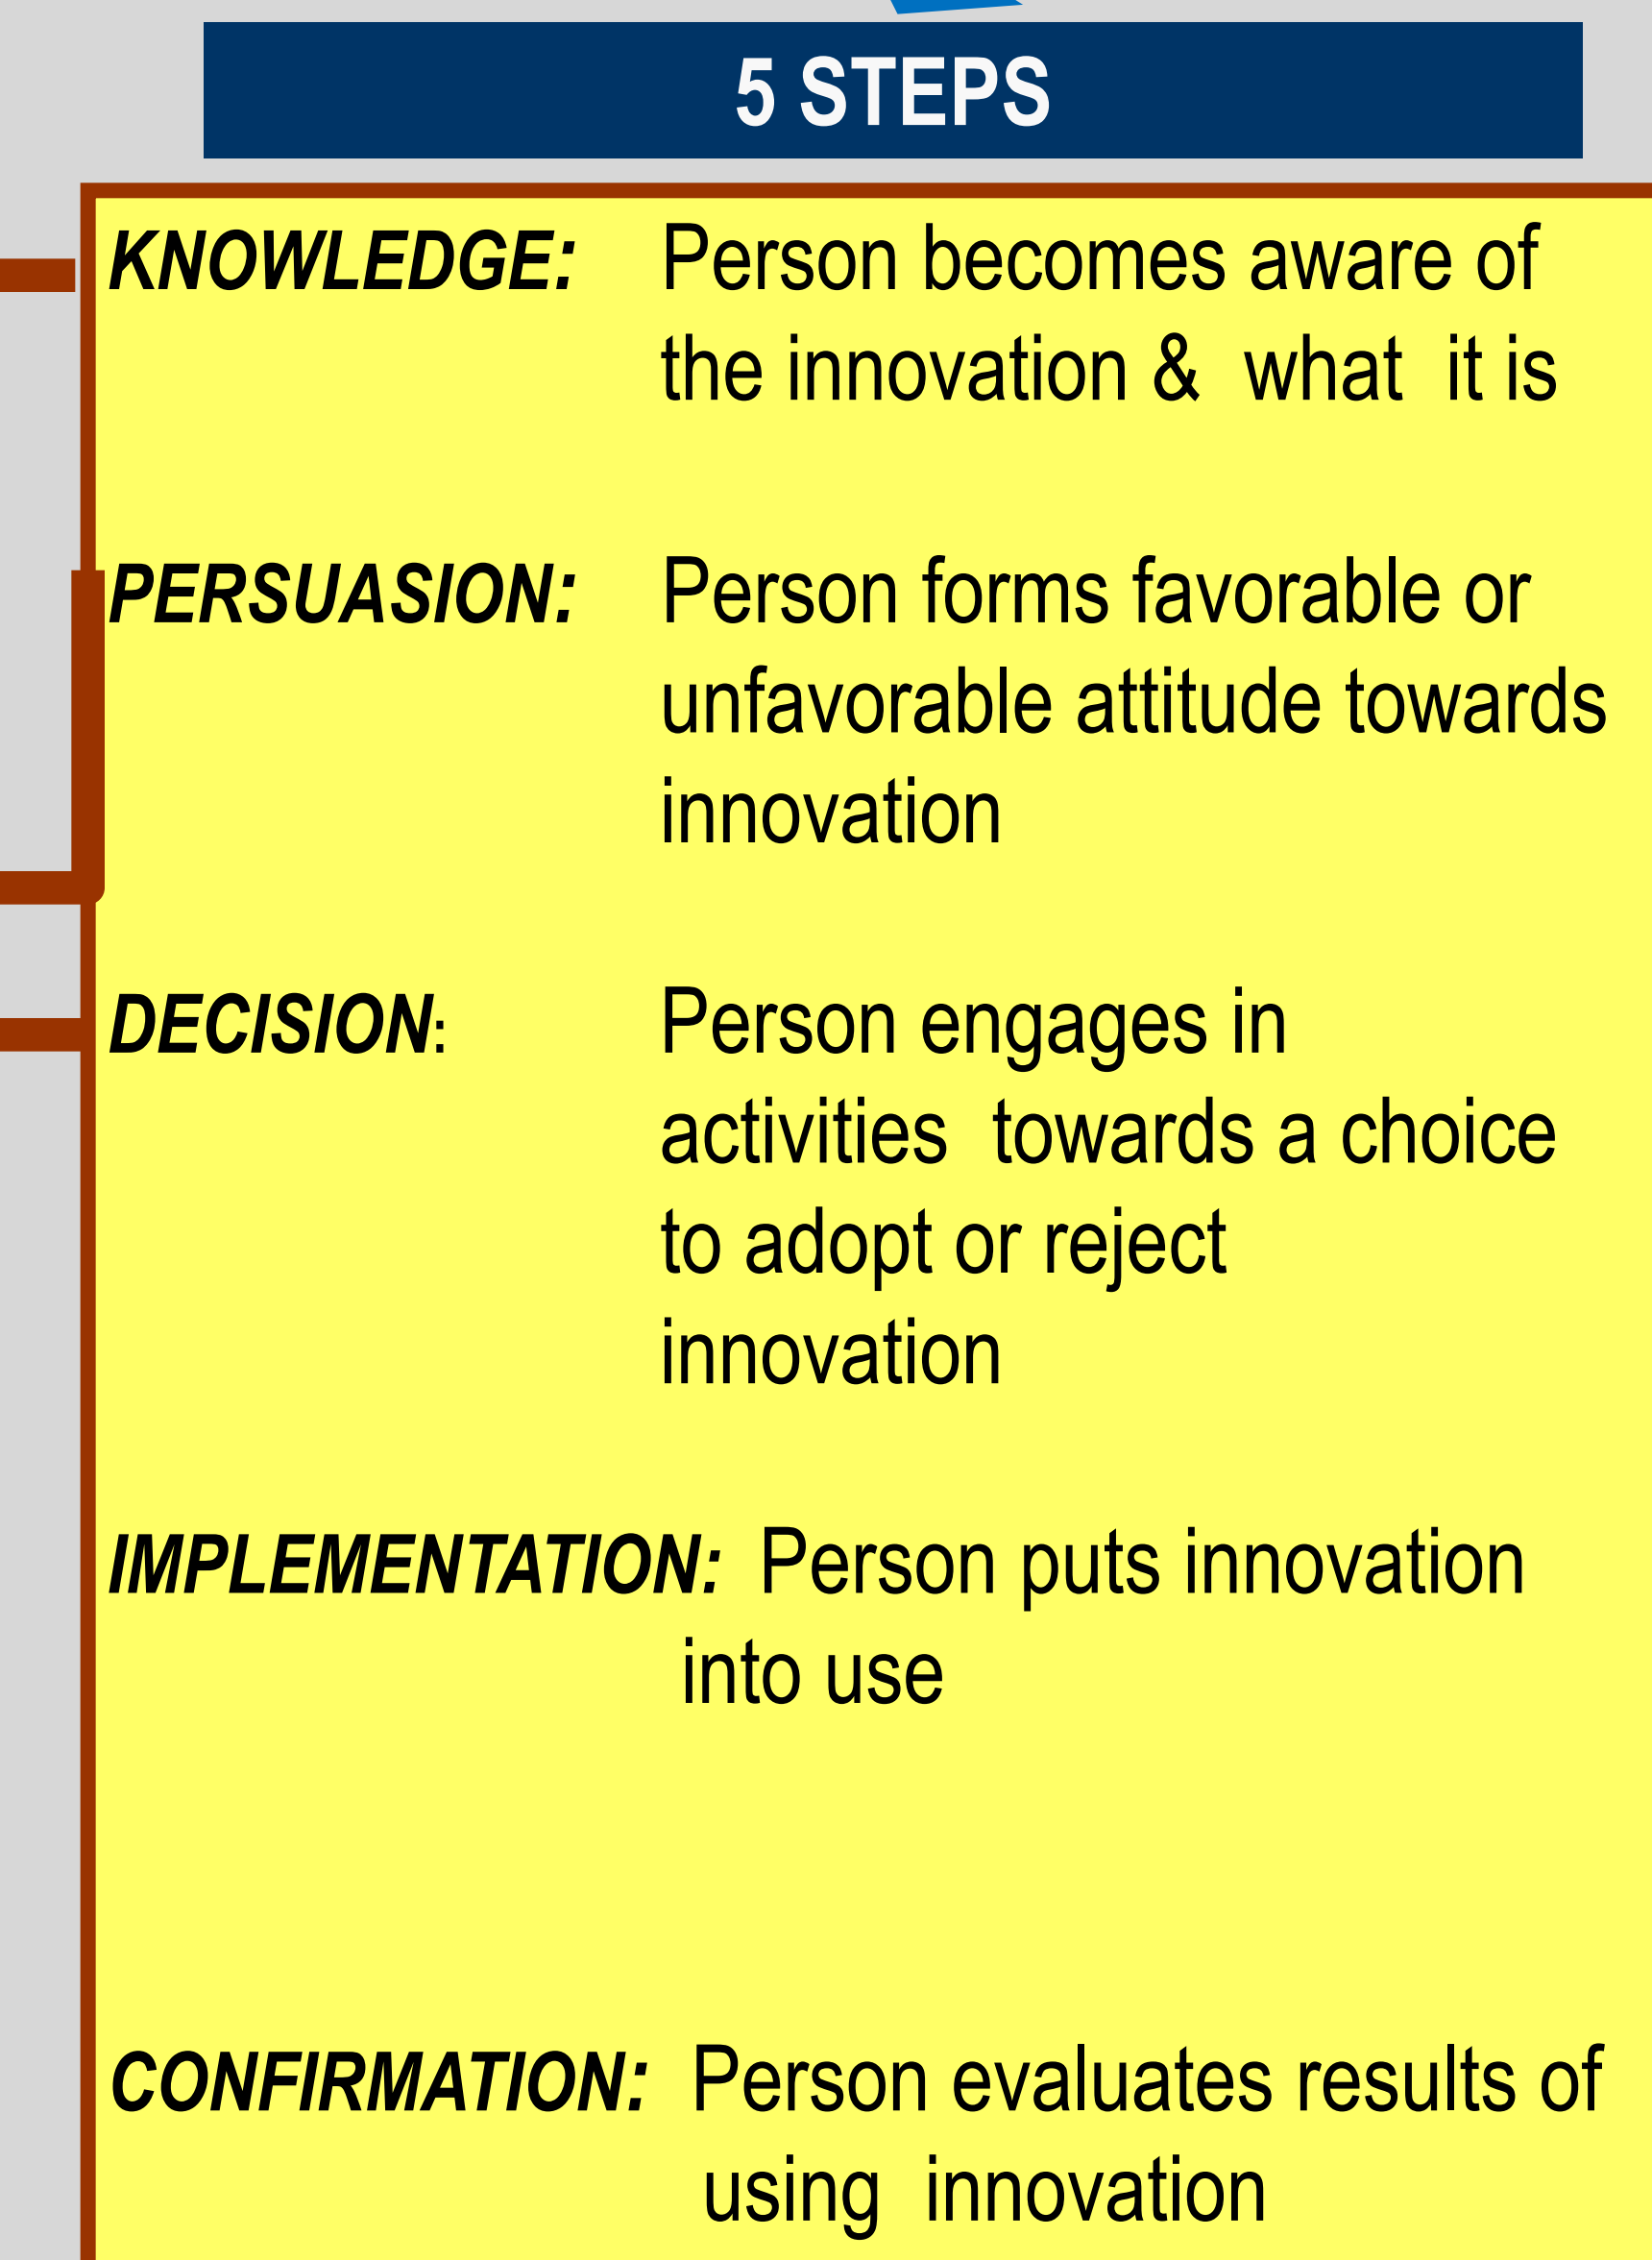 5 STEPS
KNOWLEDGE: Person becomes aware of
the innovation & what it is
PERSUASION: Person forms favorable or
unfavorable attitude towards
innovation
DECISION: Person engages in
activities towards a choice
to adopt or reject
innovation
IMPLEMENTATION: Person puts innovation
into use
CONFIRMATION: Person evaluates results of
using innovation